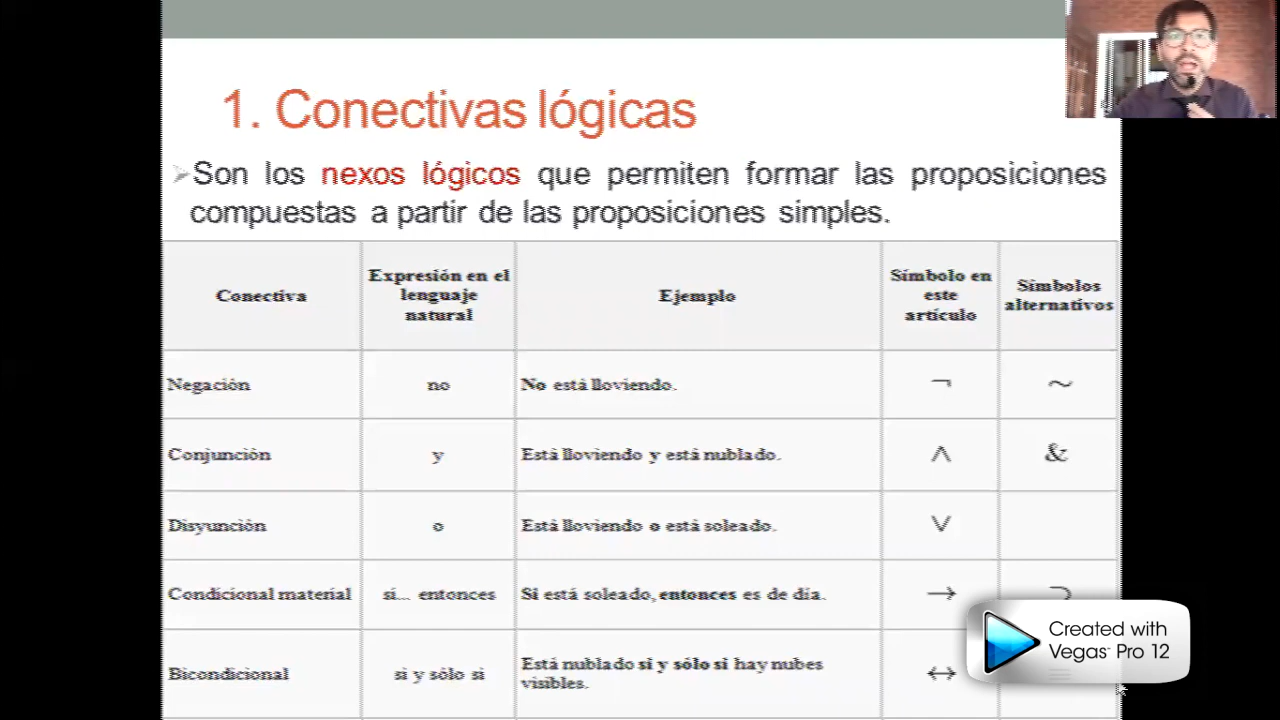 1. Conectivas lógicas
Son los nexos lógicos que permiten formar las proposiciones
compuestas a partir de las proposiciones simples.
Conectiva
Expresión en el
lenguaje
natural
Ejemplo
Símbolo en
este
artículo
Símbolos
alternativos
Negación
no
No está lloviendo.
¬
~
Conjunción
y
Está lloviendo y está nublado.
∧
&
Disyunción
o
Está lloviendo o está soleado.
∨
Condicional material
si... entonces
Si está soleado, entonces es de día.
→
⊃
Bicondicional
si y sólo si
Está nublado si y sólo si hay nubes
visibles.
↔
Created with
Vegas™ Pro 12